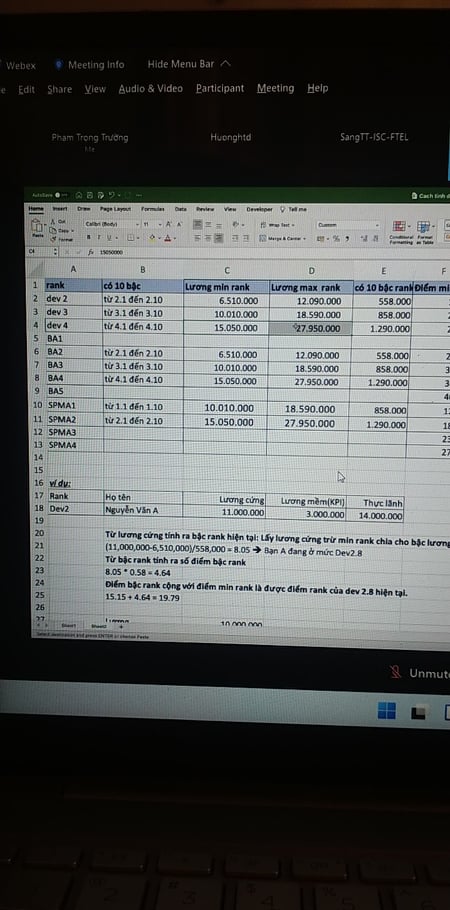 Webex Meeting Info Hide Menu Bar
Edit Share View Audio & Video Participant Meeting Help
Phạm Trọng Trường Huonghtd SangTT-ISC-FTEL
Me
AutoSave
Home Insert Draw Page Layout Formulas Data Review View Developer Tell me
Paste Cut Copy Format Calibri (Body) 11 Wrap Text Merge & Center Custom Conditional Formatting Format as Table
C4 fx 15050000
A B C D E F
1 rank có 10 bậc Lương min rank Lương max rank có 10 bậc rank Điểm mi
2 dev 2 từ 2.1 đến 2.10 6.510.000 12.090.000 558.000
3 dev 3 từ 3.1 đến 3.10 10.010.000 18.590.000 858.000
4 dev 4 từ 4.1 đến 4.10 15.050.000 27.950.000 1.290.000
5 BA1
6 BA2 từ 2.1 đến 2.10 6.510.000 12.090.000 558.000
7 BA3 từ 3.1 đến 3.10 10.010.000 18.590.000 858.000
8 BA4 từ 4.1 đến 4.10 15.050.000 27.950.000 1.290.000
9 BA5
10 SPMA1 từ 1.1 đến 1.10 10.010.000 18.590.000 858.000
11 SPMA2 từ 2.1 đến 2.10 15.050.000 27.950.000 1.290.000
12 SPMA3
13 SPMA4
14
15
16 ví dụ:
17 Rank Họ tên Lương cứng Lương mềm(KPI) Thực lãnh
18 Dev2 Nguyễn Văn A 11.000.000 3.000.000 14.000.000
19
20 Từ lương cứng tính ra bậc rank hiện tại: Lấy lương cứng trừ min rank chia cho bậc lương
21 (11,000,000-6,510,000)/558,000 = 8.05 ➔ Bạn A đang ở mức Dev2.8
22 Từ bậc rank tính ra số điểm bậc rank
23 8.05 * 0.58 = 4.64
24 Điểm bậc rank cộng với điểm min rank là được điểm rank của dev 2.8 hiện tại.
25 15.15 + 4.64 = 19.79
26
27 Lương 10.000.000
Sheet1 Sheet2 +
Select destination and press ENTER or choose Paste
Unmute